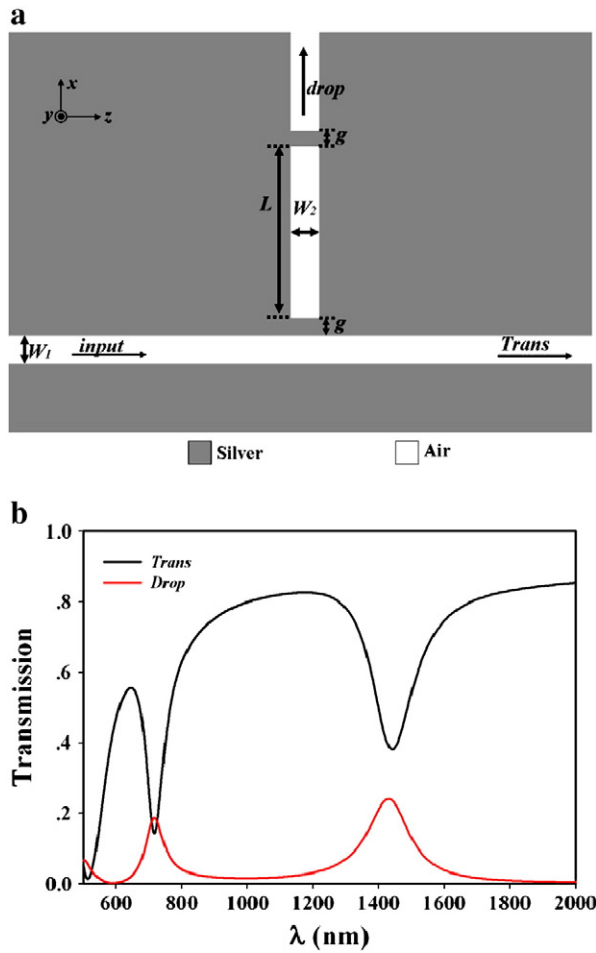 a
x
y
z
drop
g
L
W2
g
W1
input
Trans
Silver
Air
b
Trans
Drop
Transmission
1.0
.8
.6
.4
.2
0.0
600 800 1000 1200 1400 1600 1800 2000
λ (nm)